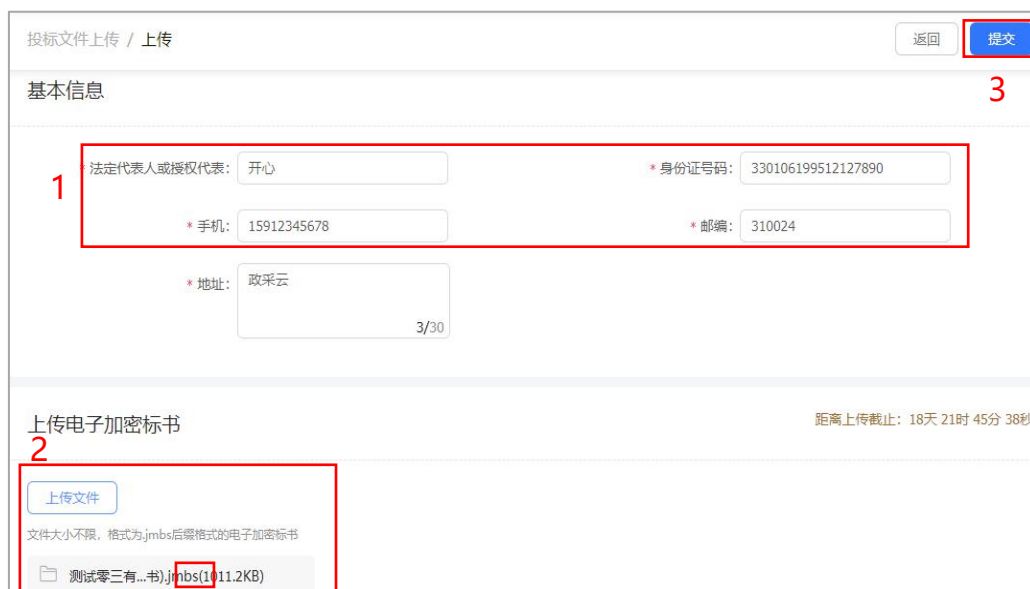 投标文件上传 / 上传
返回
提交
3
基本信息
1
* 法定代表人或授权代表: 开心
* 身份证号码: 330106199512127890
* 手机: 15912345678
* 邮编: 310024
* 地址: 政采云
3/30
上传电子加密标书
距离上传截止: 18天 21时 45分 38秒
2
上传文件
文件大小不限，格式为.jmbs后缀格式的电子加密标书
测试零三有...书).jmbs(1011.2KB)